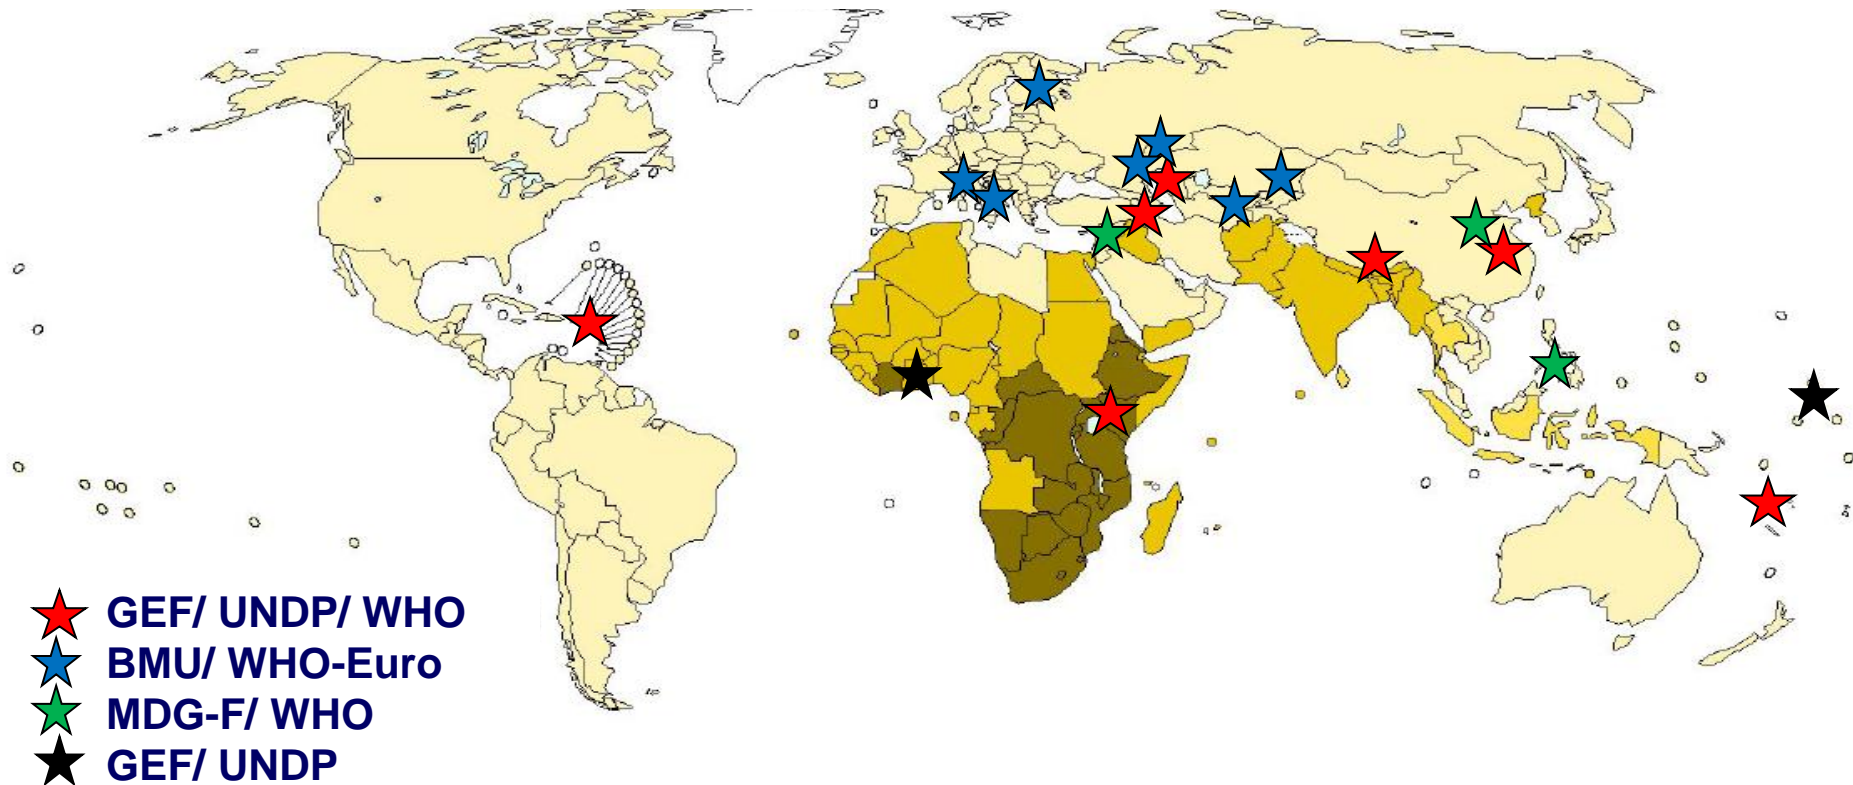 GEF/ UNDP/ WHO
BMU/ WHO-Euro
MDG-F/ WHO
GEF/ UNDP